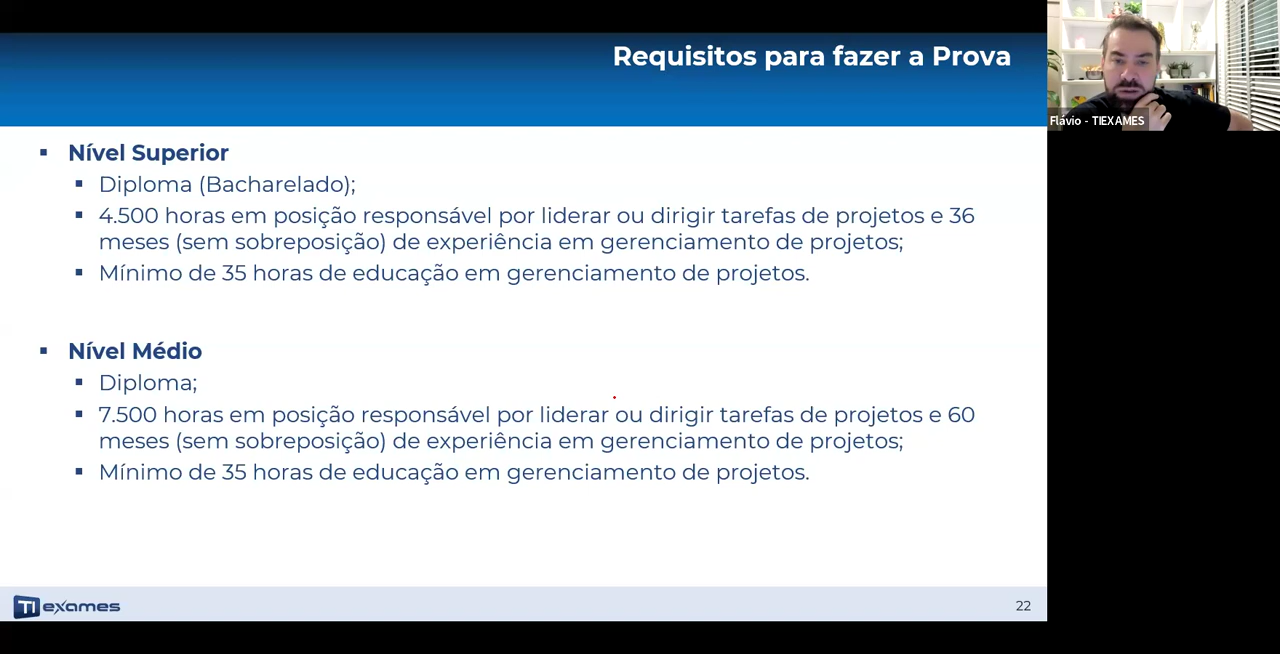 Requisitos para fazer a Prova
Flávio - TIEXAMES
▪ Nível Superior
▪ Diploma (Bacharelado);
▪ 4.500 horas em posição responsável por liderar ou dirigir tarefas de projetos e 36
meses (sem sobreposição) de experiência em gerenciamento de projetos;
▪ Mínimo de 35 horas de educação em gerenciamento de projetos.
▪ Nível Médio
▪ Diploma;
▪ 7.500 horas em posição responsável por liderar ou dirigir tarefas de projetos e 60
meses (sem sobreposição) de experiência em gerenciamento de projetos;
▪ Mínimo de 35 horas de educação em gerenciamento de projetos.
TI exames
22